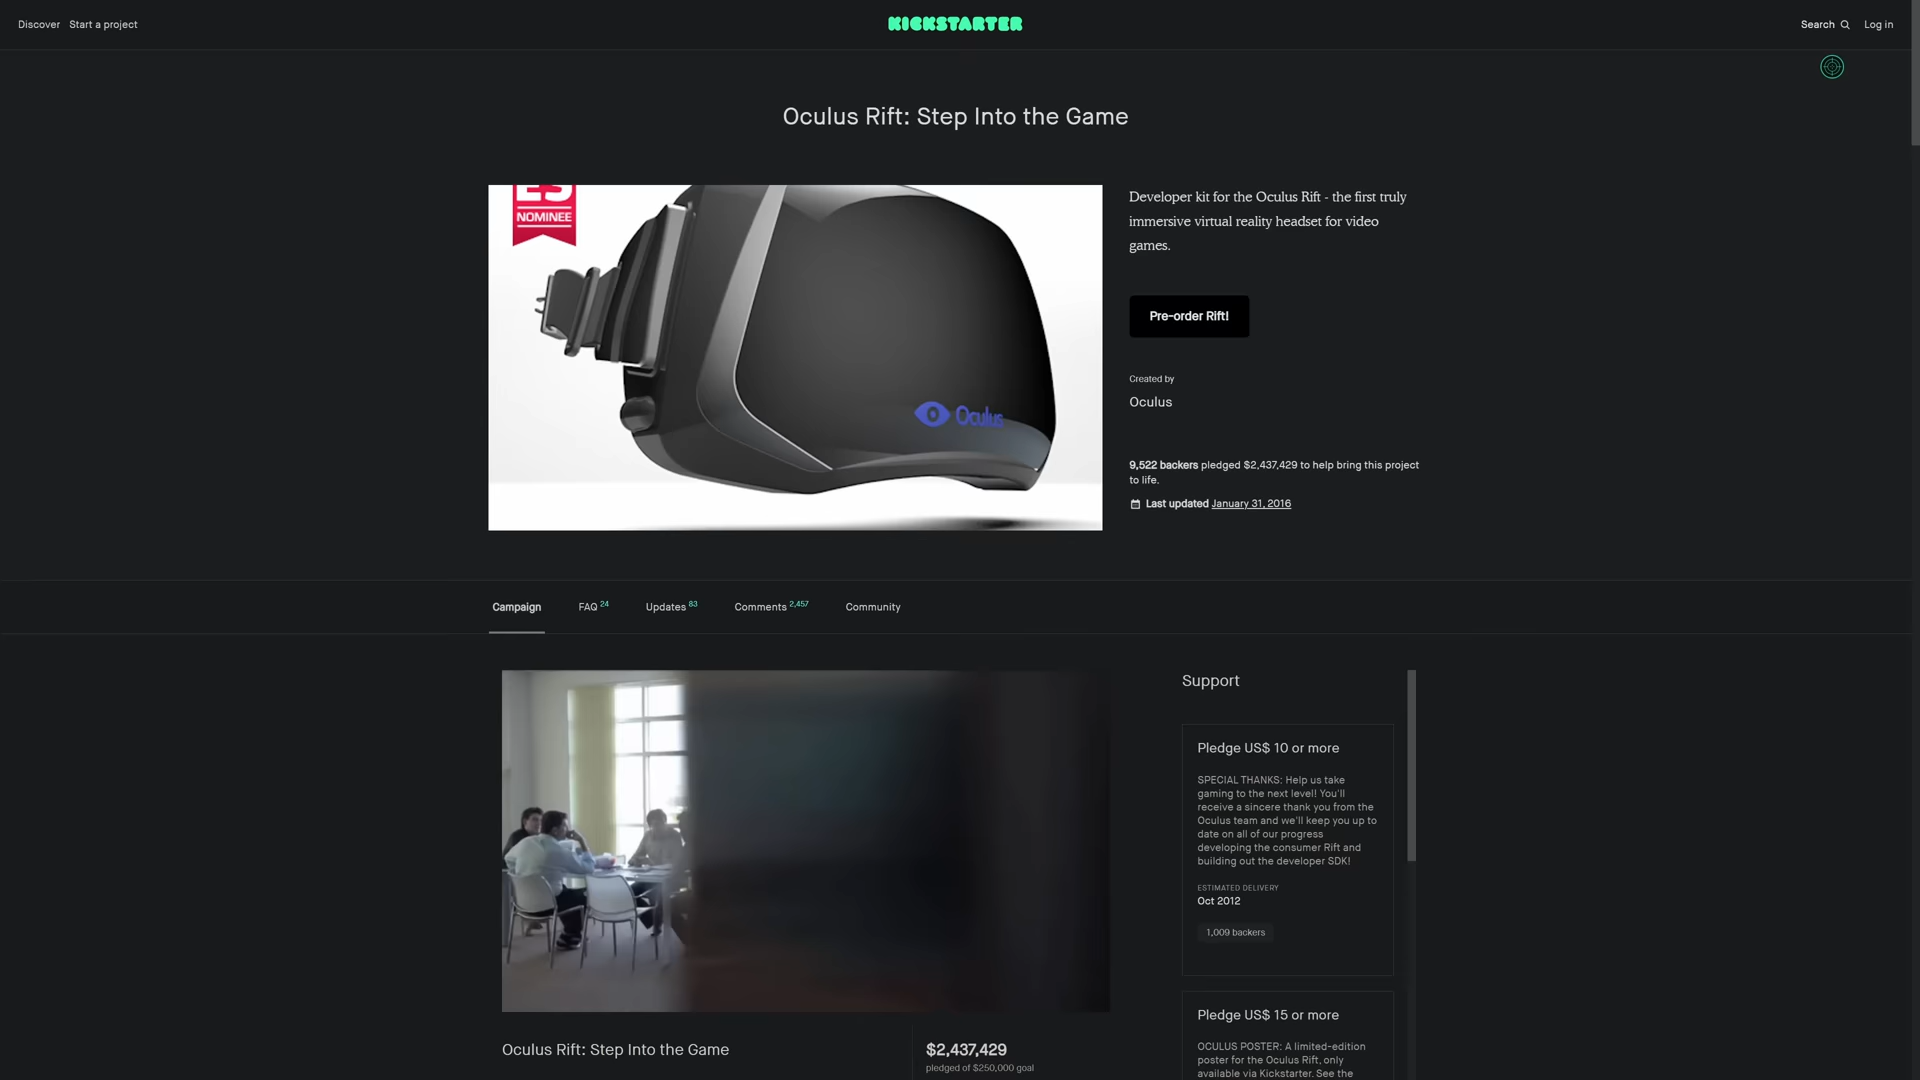 Discover Start a project
KICKSTARTER
Search Log in
Oculus Rift: Step Into the Game
NOMINEE
Oculus
Developer kit for the Oculus Rift - the first truly
immersive virtual reality headset for video
games.
Pre-order Rift!
Created by
Oculus
9,522 backers pledged $2,437,429 to help bring this project
to life.
Last updated January 31, 2016
Campaign FAQ 24 Updates 83 Comments 2,457 Community
Support
Pledge US$ 10 or more
SPECIAL THANKS: Help us take
gaming to the next level! You'll
receive a sincere thank you from the
Oculus team and we'll keep you up to
date on all of our progress
developing the consumer Rift and
building out the developer SDK!
ESTIMATED DELIVERY
Oct 2012
1,009 backers
Pledge US$ 15 or more
OCULUS POSTER: A limited-edition
poster for the Oculus Rift, only
available via Kickstarter. See the
Oculus Rift: Step Into the Game
$2,437,429
pledged of $250,000 goal